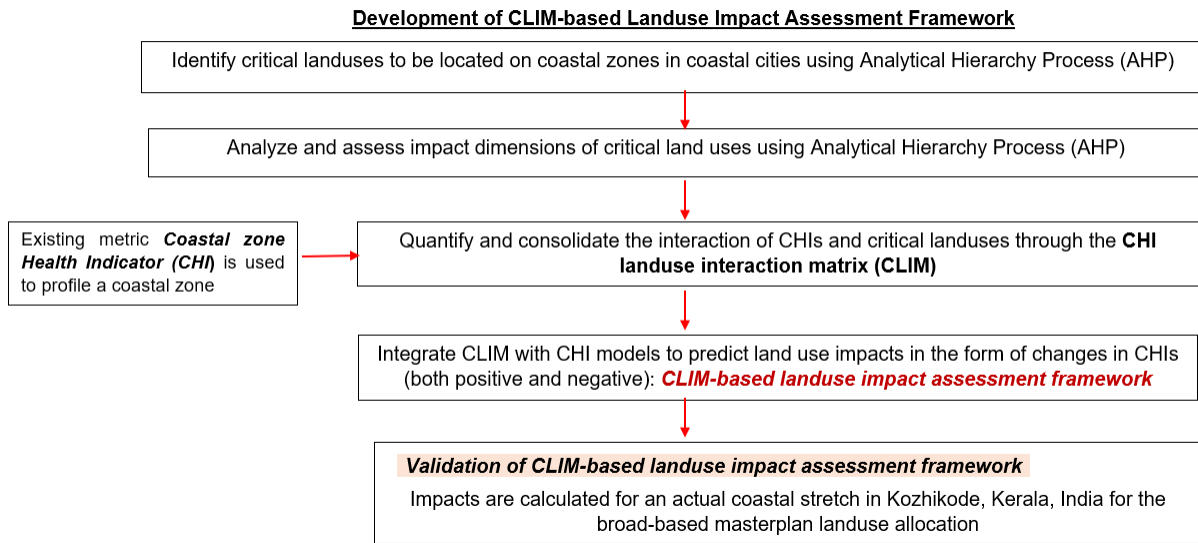 Development of CLIM-based Landuse Impact Assessment Framework
Identify critical landuses to be located on coastal zones in coastal cities using Analytical Hierarchy Process (AHP)
Analyze and assess impact dimensions of critical land uses using Analytical Hierarchy Process (AHP)
Existing metric Coastal zone
Health Indicator (CHI) is used
to profile a coastal zone
Quantify and consolidate the interaction of CHIs and critical landuses through the CHI
landuse interaction matrix (CLIM)
Integrate CLIM with CHI models to predict land use impacts in the form of changes in CHIs
(both positive and negative): CLIM-based landuse impact assessment framework
Validation of CLIM-based landuse impact assessment framework
Impacts are calculated for an actual coastal stretch in Kozhikode, Kerala, India for the
broad-based masterplan landuse allocation